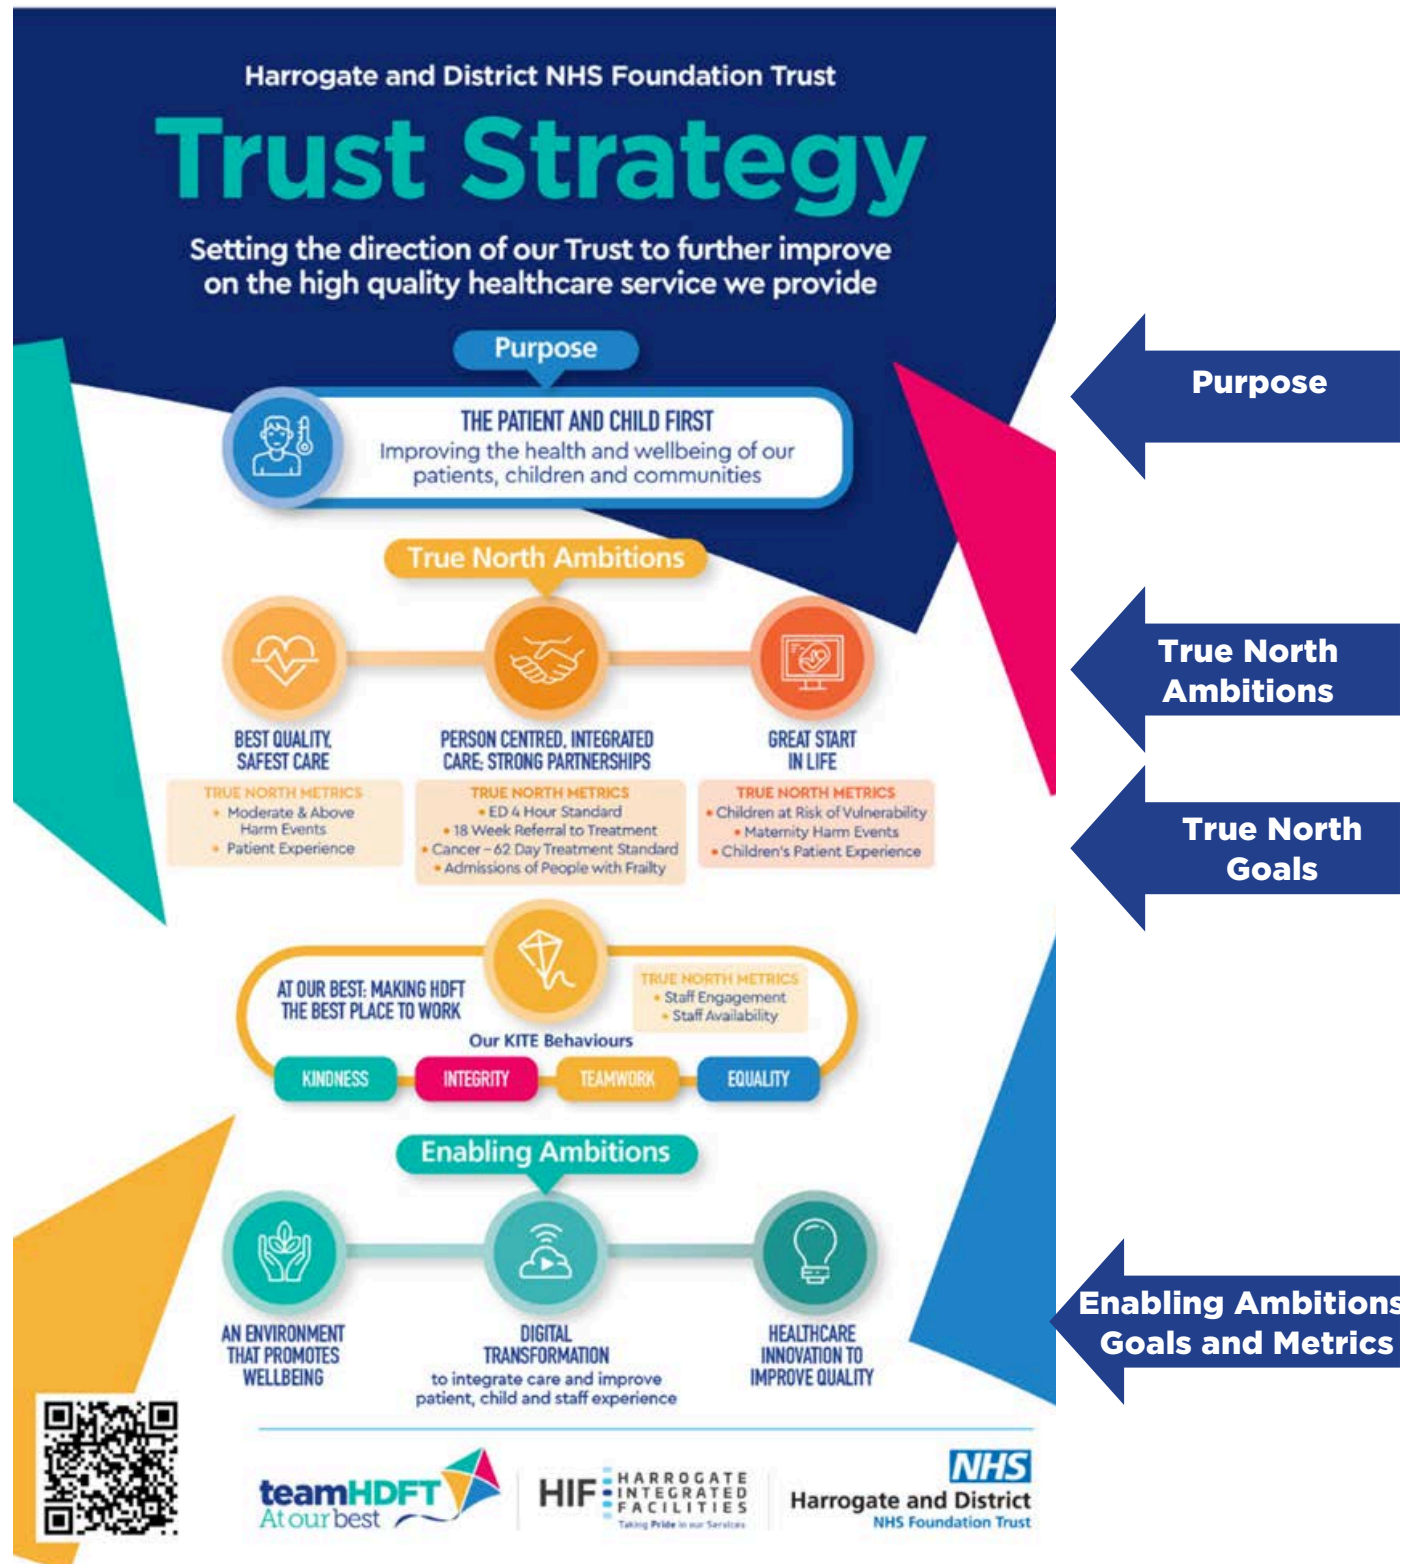 Harrogate and District NHS Foundation Trust
Trust Strategy
Setting the direction of our Trust to further improve
on the high quality healthcare service we provide
Purpose
THE PATIENT AND CHILD FIRST
Improving the health and wellbeing of our
patients, children and communities
True North Ambitions
BEST QUALITY,
SAFEST CARE
TRUE NORTH METRICS
• Moderate & Above
Harm Events
• Patient Experience
PERSON CENTRED, INTEGRATED
CARE; STRONG PARTNERSHIPS
TRUE NORTH METRICS
• ED 4 Hour Standard
• 18 Week Referral to Treatment
• Cancer – 62 Day Treatment Standard
• Admissions of People with Frailty
GREAT START
IN LIFE
TRUE NORTH METRICS
• Children at Risk of Vulnerability
• Maternity Harm Events
• Children's Patient Experience
AT OUR BEST: MAKING HDFT
THE BEST PLACE TO WORK
TRUE NORTH METRICS
• Staff Engagement
• Staff Availability
Our KITE Behaviours
KINDNESS
INTEGRITY
TEAMWORK
EQUALITY
Enabling Ambitions
AN ENVIRONMENT
THAT PROMOTES
WELLBEING
DIGITAL
TRANSFORMATION
to integrate care and improve
patient, child and staff experience
HEALTHCARE
INNOVATION TO
IMPROVE QUALITY
teamHDFT
At our best
HIF
HARROGATE
INTEGRATED
FACILITIES
Taking Pride in our Services
NHS
Harrogate and District
NHS Foundation Trust
Purpose
True North
Ambitions
True North
Goals
Enabling Ambitions
Goals and Metrics